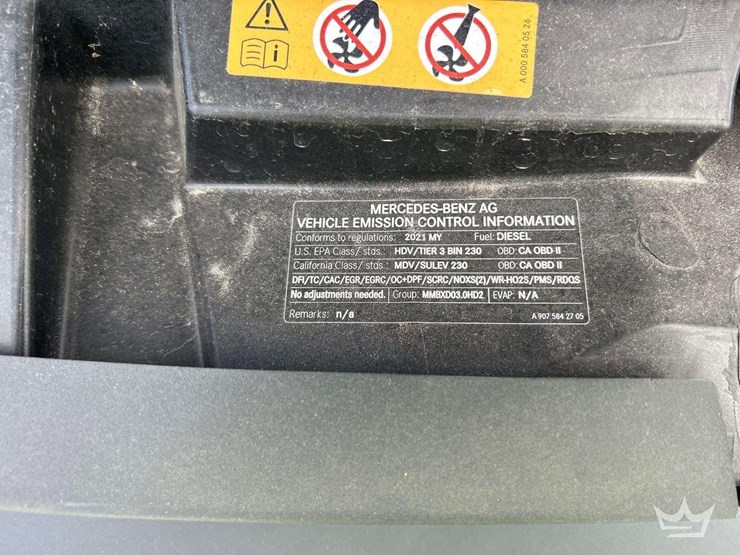 A 000 584 05 26
MERCEDES-BENZ AG
VEHICLE EMISSION CONTROL INFORMATION
Conforms to regulations: 2021 MY Fuel: DIESEL
U.S. EPA Class/ stds.: HDV/TIER 3 BIN 230 OBD: CA OBD II
California Class/ stds.: MDV/SULEV 230 OBD: CA OBD II
DFI/TC/CAC/EGR/EGRC/OC+DPF/SCRC/NOXS(2)/WR-HO2S/PMS/RDQS
No adjustments needed. Group: MMBXD03.0HD2 EVAP: N/A
Remarks: n/a A 907 584 27 05